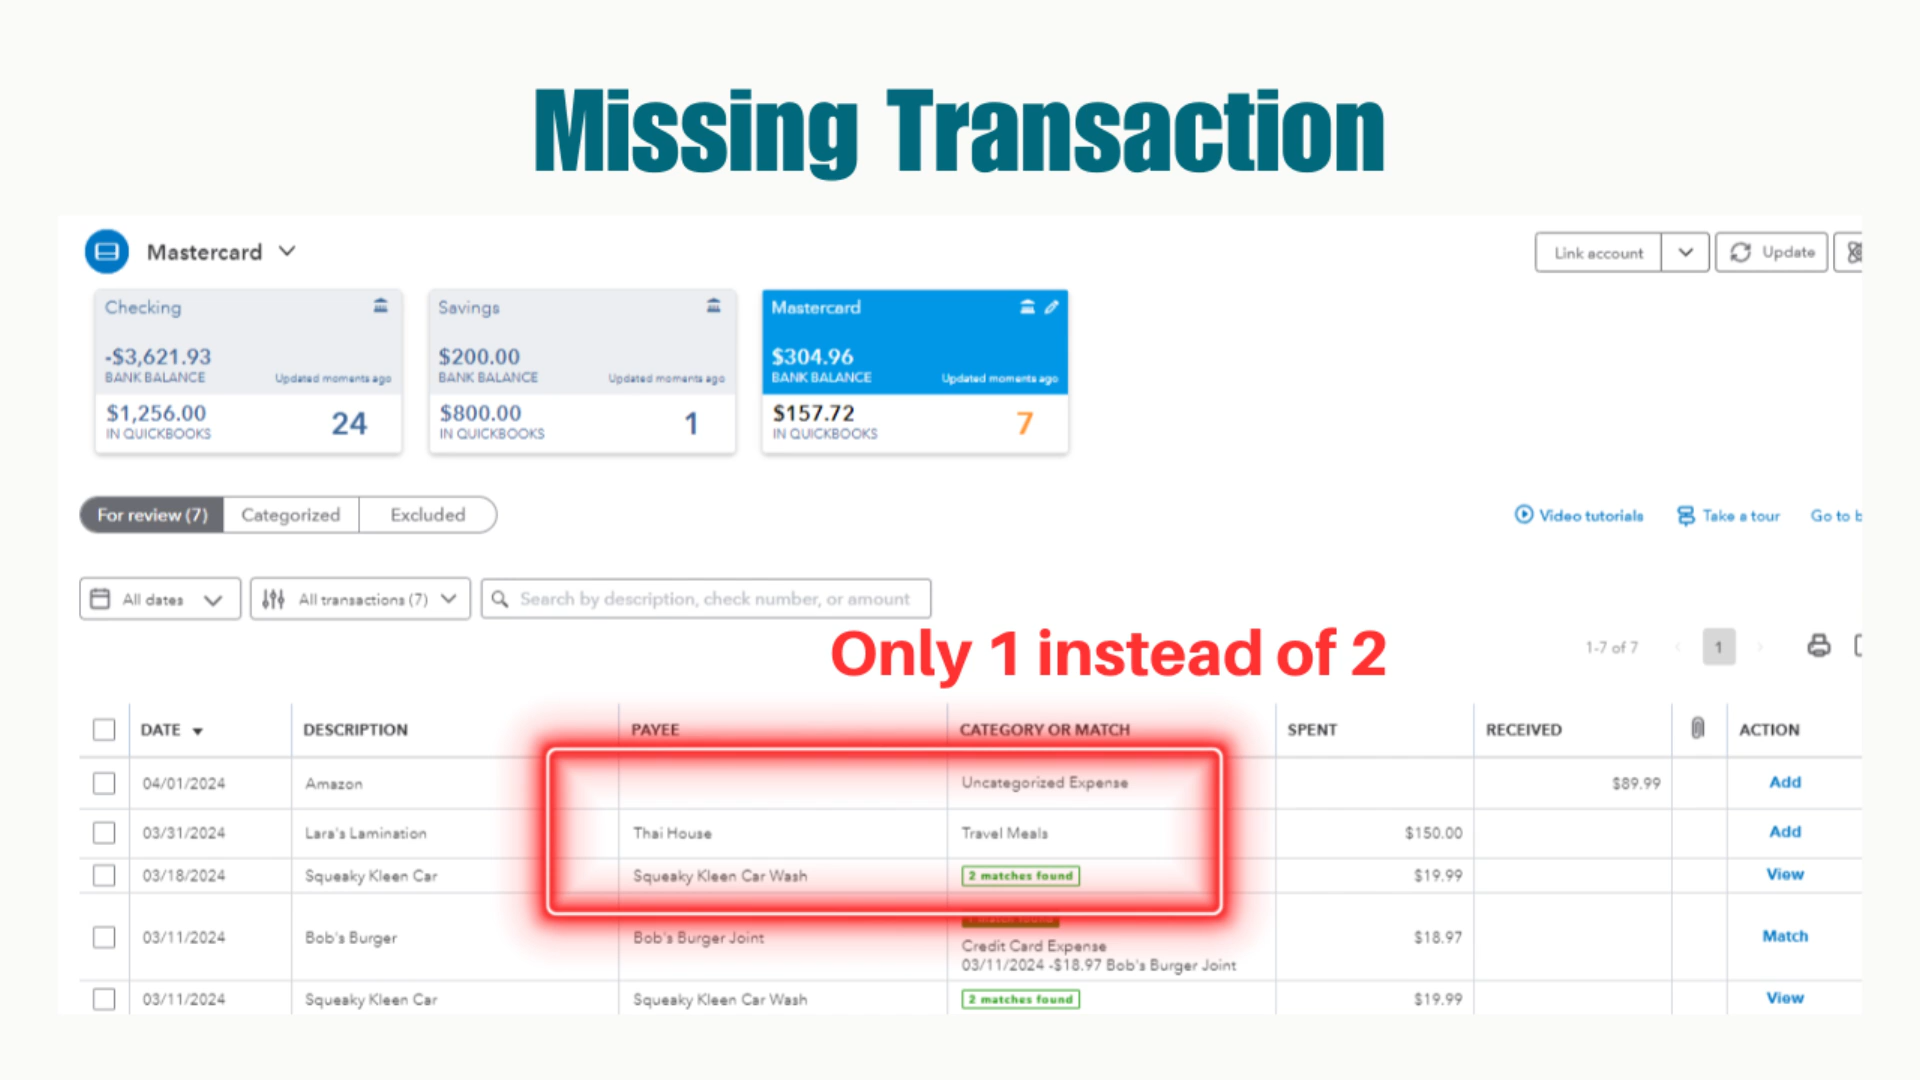 Missing Transaction
Mastercard
Link account
Update
Checking
-$3,621.93
BANK BALANCE
Updated moments ago
$1,256.00
IN QUICKBOOKS
24
Savings
$200.00
BANK BALANCE
Updated moments ago
$800.00
IN QUICKBOOKS
1
Mastercard
$304.96
BANK BALANCE
Updated moments ago
$157.72
IN QUICKBOOKS
7
For review (7) Categorized Excluded
Video tutorials Take a tour Go to b
All dates All transactions (7) Search by description, check number, or amount
Only 1 instead of 2
1-7 of 7 < 1 >
DATE DESCRIPTION PAYEE CATEGORY OR MATCH SPENT RECEIVED ACTION
04/01/2024 Amazon Uncategorized Expense $89.99 Add
03/31/2024 Lara's Lamination Thai House Travel Meals $150.00 Add
03/18/2024 Squeaky Kleen Car Squeaky Kleen Car Wash 2 matches found $19.99 View
03/11/2024 Bob's Burger Bob's Burger Joint Credit Card Expense $18.97 Match
03/11/2024 -$18.97 Bob's Burger Joint
03/11/2024 Squeaky Kleen Car Squeaky Kleen Car Wash 2 matches found $19.99 View